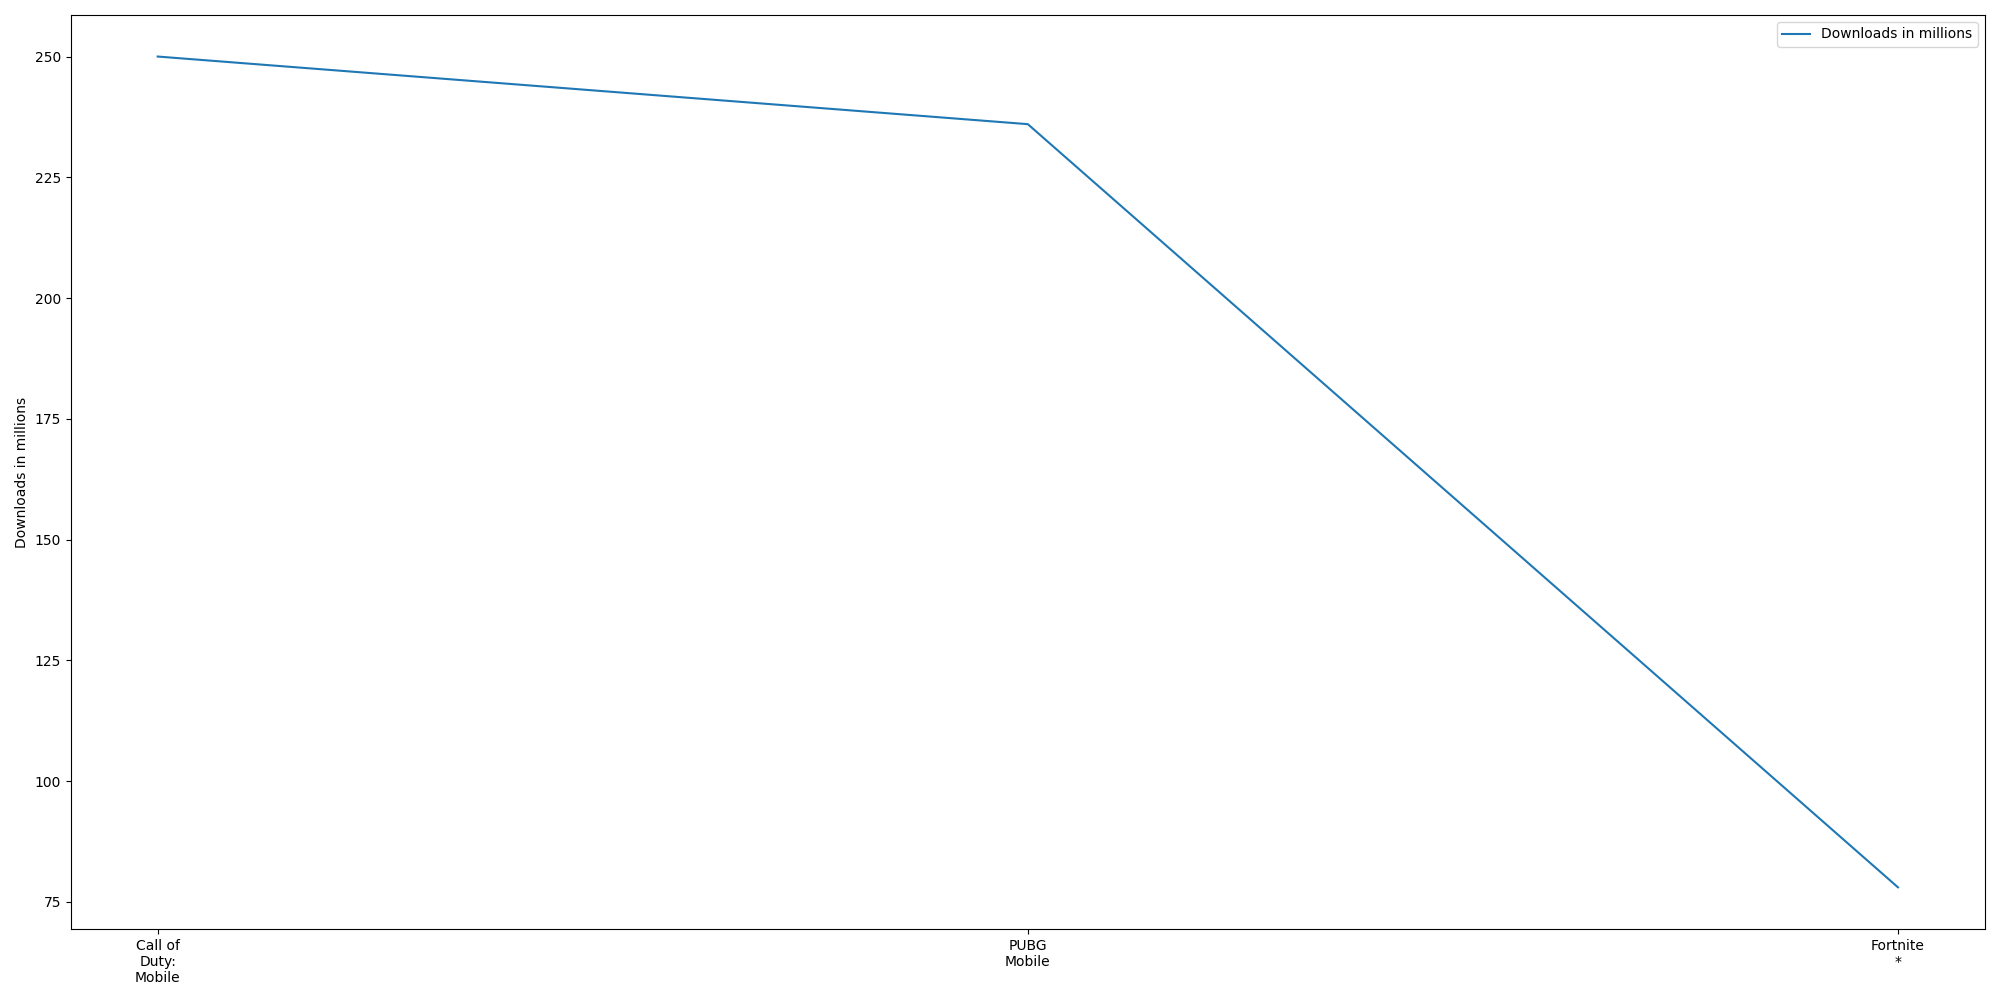 Downloads in millions
250
225
200
175
150
125
100
75
Downloads in millions
Call of
Duty:
Mobile
PUBG
Mobile
Fortnite
*